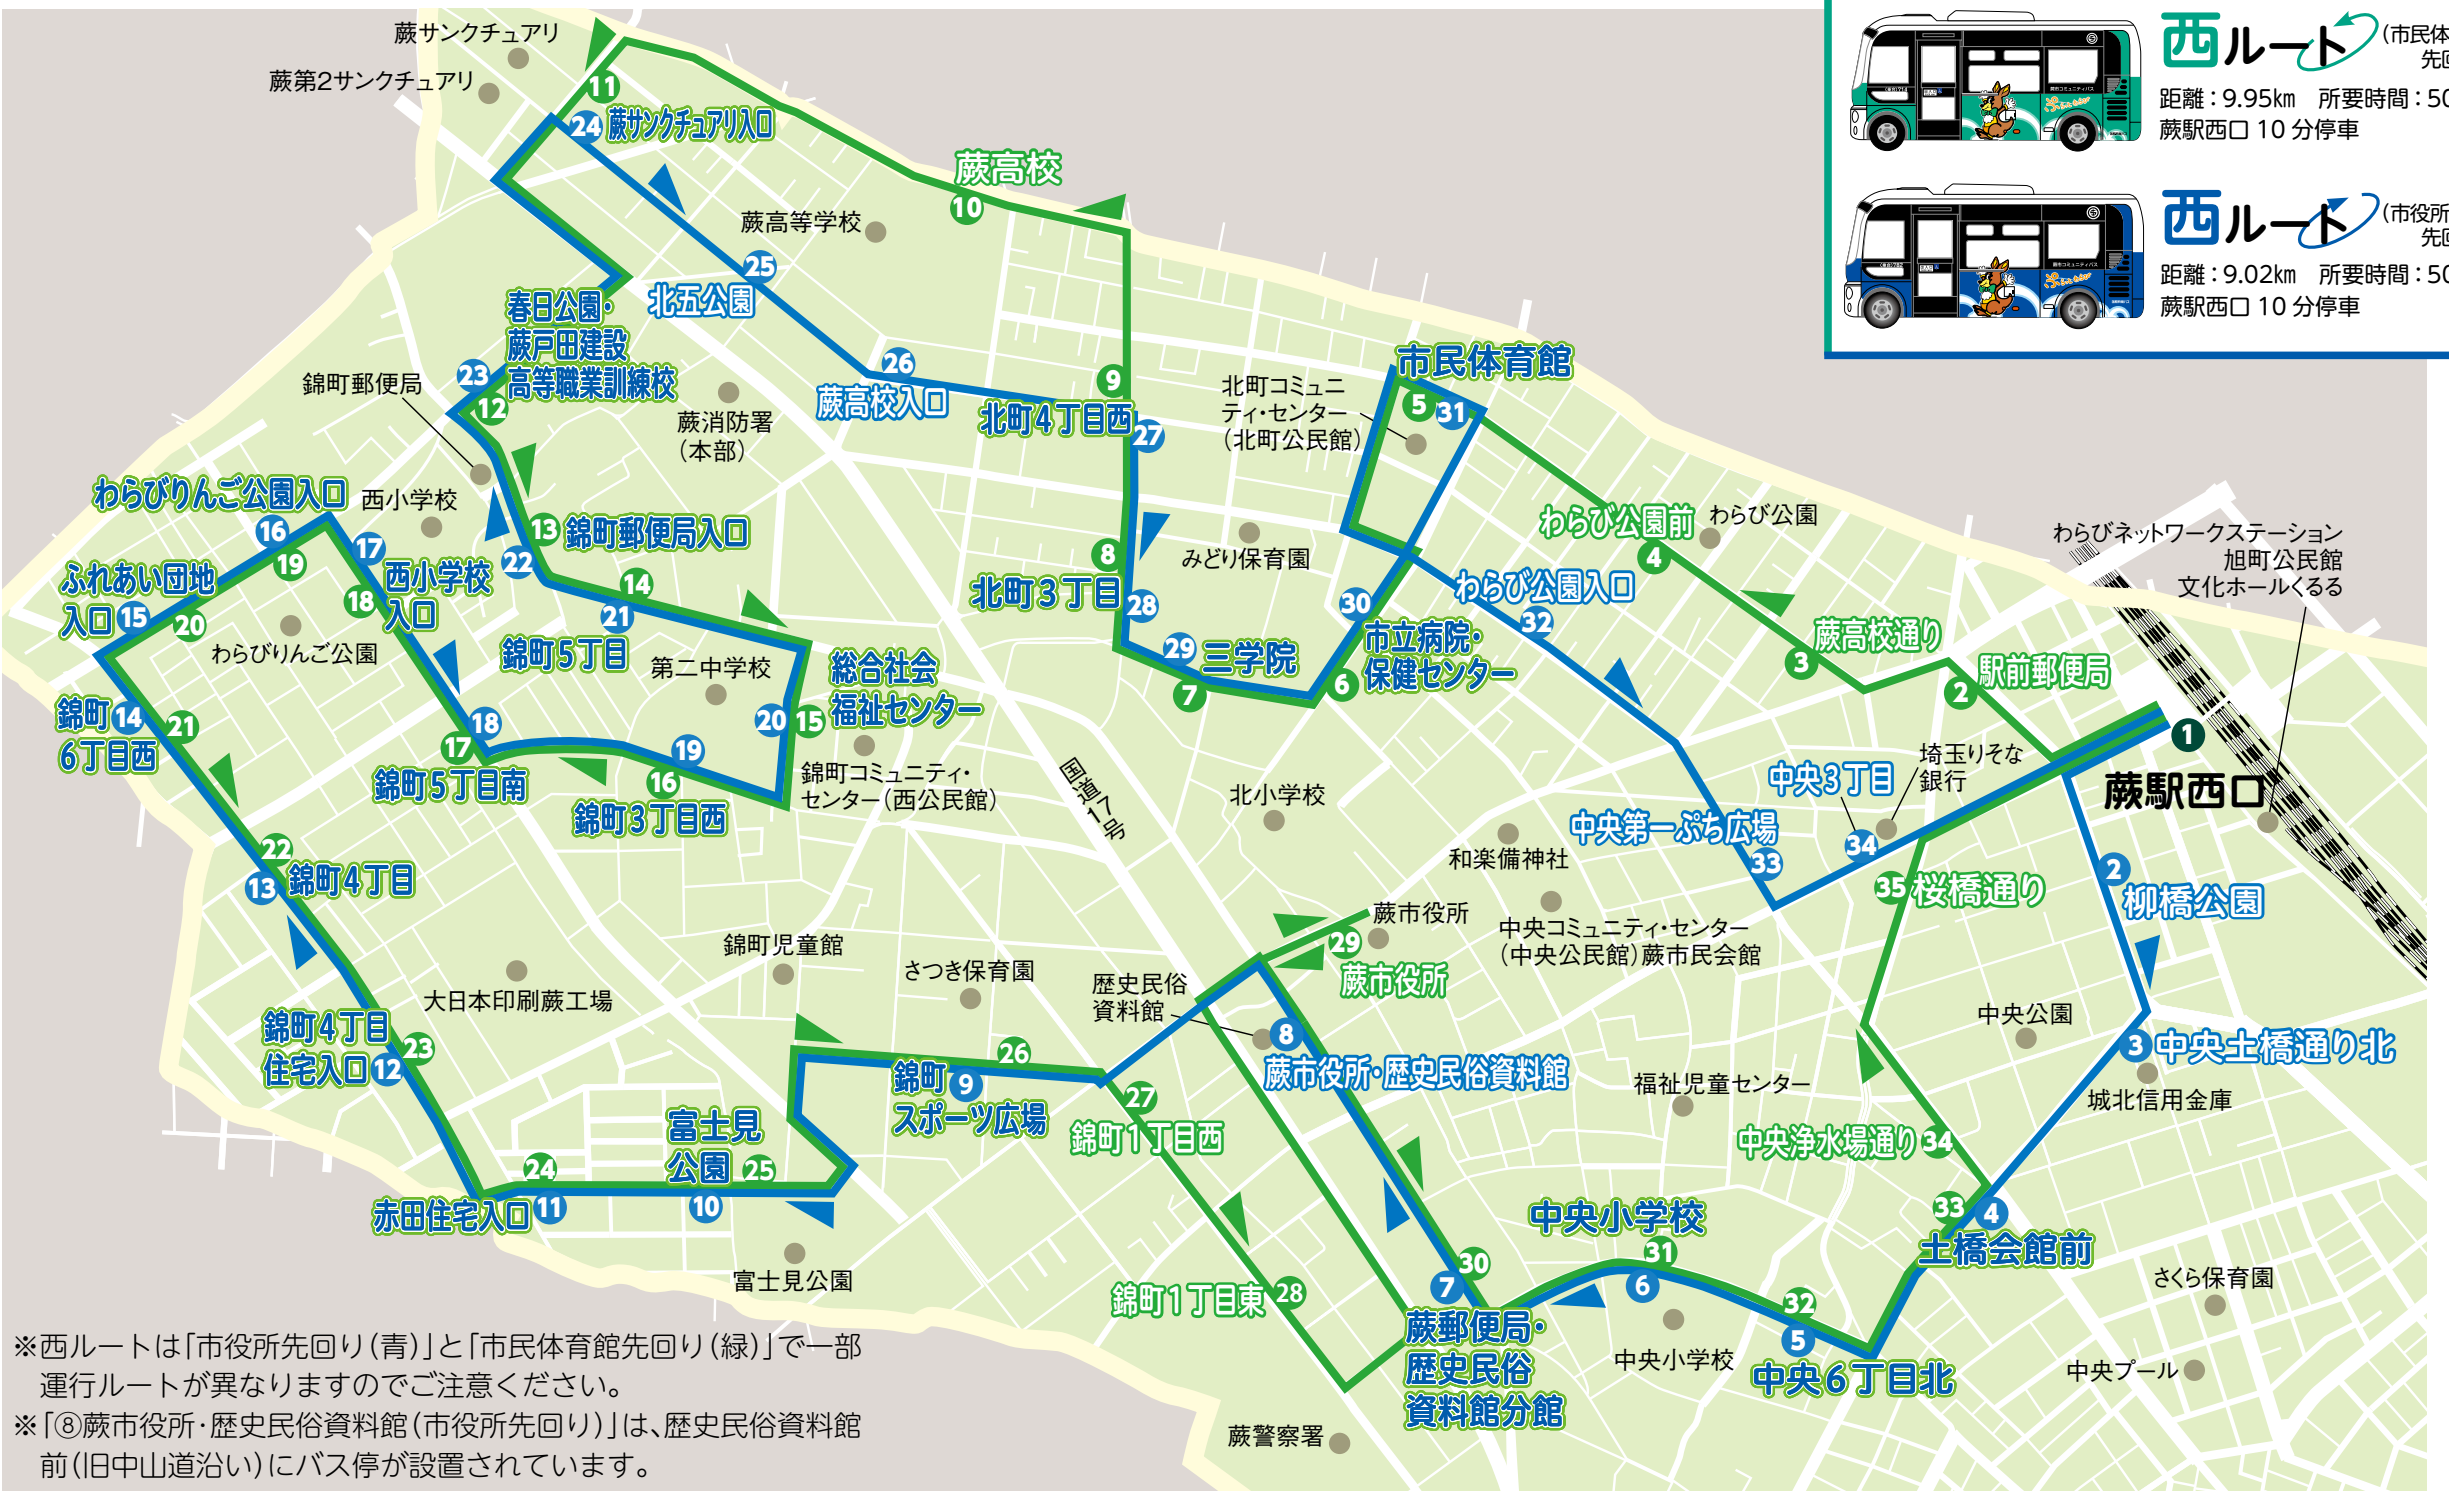 西ルート
(市民体
先回
距離：9.95km　所要時間：50
蕨駅西口 10 分停車
西ルート
(市役所
先回
距離：9.02km　所要時間：50
蕨駅西口 10 分停車
蕨サンクチュアリ
蕨第2サンクチュアリ
11
24 蕨サンクチュアリ入口
蕨高校
10
蕨高等学校
25
北五公園
春日公園・
蕨戸田建設
高等職業訓練校
23
12
錦町郵便局
蕨消防署
（本部）
26
蕨高校入口
9
北町4丁目西
27
市民体育館
5 31
北町コミュニ
ティ・センター
（北町公民館）
わらびりんご公園入口
16
19
西小学校
17
18
西小学校
入口
13 錦町郵便局入口
22
14
21
錦町5丁目
ふれあい団地
入口 15
20
わらびりんご公園
第二中学校
8
北町3丁目
28
みどり保育園
29 三学院
7
30
市立病院・
保健センター
6
わらび公園前
4
わらび公園
わらび公園入口
32
わらびネットワークステーション
旭町公民館
文化ホールくるる
蕨高校通り
3
駅前郵便局
2
1
蕨駅西口
総合社会
福祉センター
20 15
錦町コミュニティ・
センター（西公民館）
錦町 14
6丁目西
21
18
17
錦町5丁目南
19
16
錦町3丁目西
国道17号
北小学校
埼玉りそな
銀行
中央3丁目
34
中央第一ぷち広場
33
和楽備神社
22
13 錦町4丁目
35 桜橋通り
2
柳橋公園
蕨市役所
29
蕨市役所
中央コミュニティ・センター
（中央公民館）蕨市民会館
錦町児童館
さつき保育園
歴史民俗
資料館
大日本印刷蕨工場
8
蕨市役所・歴史民俗資料館
中央公園
3 中央土橋通り北
城北信用金庫
錦町4丁目
住宅入口 12
23
26
錦町 9
スポーツ広場
27
錦町1丁目西
福祉児童センター
中央浄水場通り 34
富士見
公園 25
10
24
赤田住宅入口 11
富士見公園
33
4
土橋会館前
中央小学校
31
6
中央小学校
30
7
蕨郵便局・
歴史民俗
資料館分館
錦町1丁目東 28
32
5
中央6丁目北
さくら保育園
中央プール
蕨警察署
※西ルートは「市役所先回り（青）」と「市民体育館先回り（緑）」で一部
運行ルートが異なりますのでご注意ください。
※「⑧蕨市役所・歴史民俗資料館（市役所先回り）」は、歴史民俗資料館
前（旧中山道沿い）にバス停が設置されています。